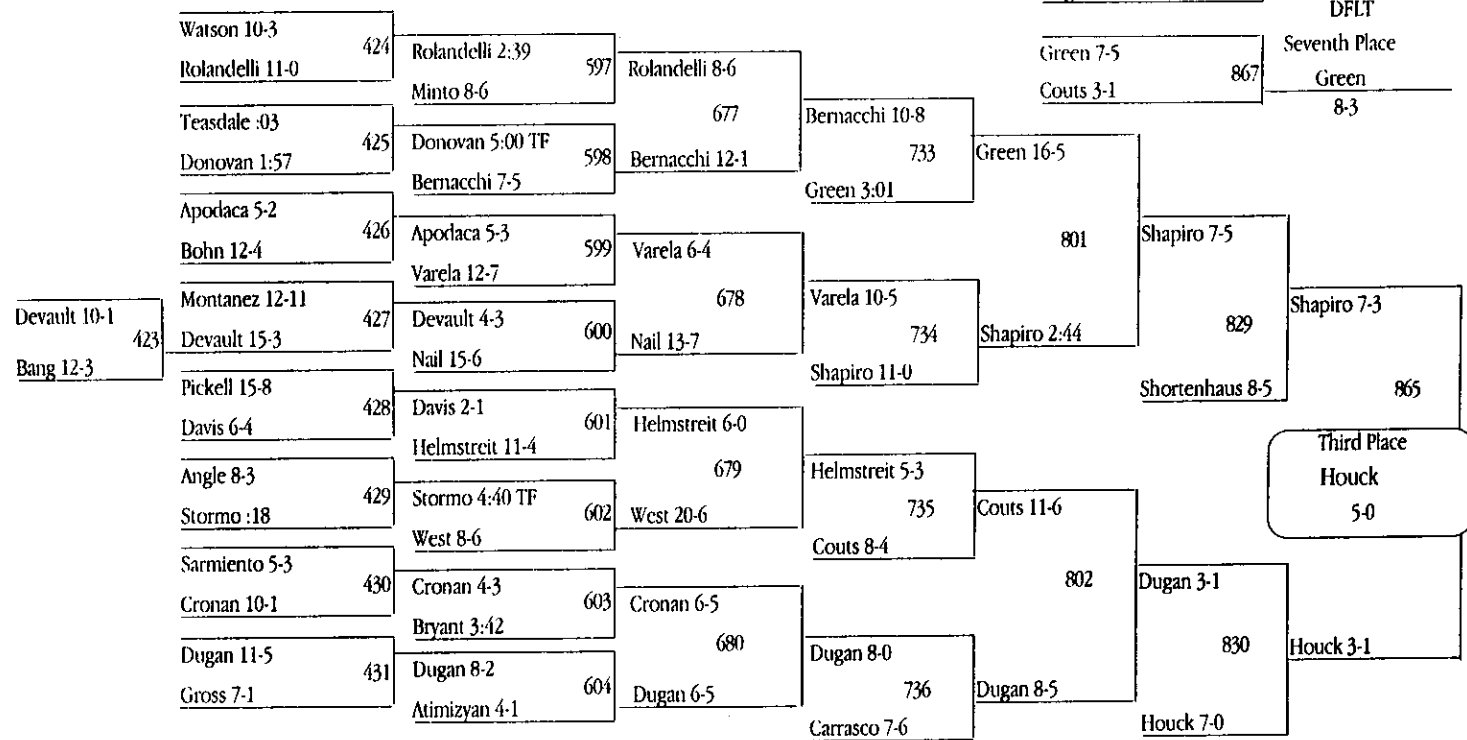 DFLT
Seventh Place
Green 7-5
867
Couts 3-1
Green
8-3
Devault 10-1
423
Bang 12-3
Watson 10-3
424
Rolandelli 11-0
Teasdale :03
425
Donovan 1:57
Apodaca 5-2
426
Bohn 12-4
Montanez 12-11
427
Devault 15-3
Pickell 15-8
428
Davis 6-4
Angle 8-3
429
Stormo :18
Sarmiento 5-3
430
Cronan 10-1
Dugan 11-5
431
Gross 7-1
Rolandelli 2:39
597
Minto 8-6
Donovan 5:00 TF
598
Bernacchi 7-5
Apodaca 5-3
599
Varela 12-7
Devault 4-3
600
Nail 15-6
Davis 2-1
601
Helmstreit 11-4
Stormo 4:40 TF
602
West 8-6
Cronan 4-3
603
Bryant 3:42
Dugan 8-2
604
Atimizyan 4-1
Rolandelli 8-6
677
Bernacchi 12-1
Varela 6-4
678
Nail 13-7
Helmstreit 6-0
679
West 20-6
Cronan 6-5
680
Dugan 6-5
Bernacchi 10-8
733
Green 3:01
Varela 10-5
734
Shapiro 11-0
Helmstreit 5-3
735
Couts 8-4
Dugan 8-0
736
Carrasco 7-6
Green 16-5
801
Shapiro 2:44
Couts 11-6
802
Dugan 8-5
Shapiro 7-5
829
Shortenhaus 8-5
Dugan 3-1
830
Houck 7-0
Shapiro 7-3
865
Houck 3-1
Third Place
Houck
5-0